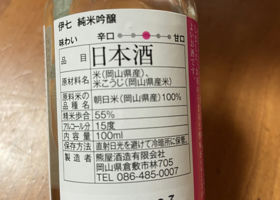 伊七 純米吟醸
味わい 辛口 甘口
品目 日本酒
原材料名 米(岡山県産)、
米こうじ(岡山県産米)
原料米の品種名 朝日米(岡山県産)100%
精米歩合 55%
アルコール分 15度
内容量 100ml
保存方法 直射日光を避けて冷暗所に保管。
製造者 熊屋酒造有限会社
岡山県倉敷市林705
TEL 086-485-0007